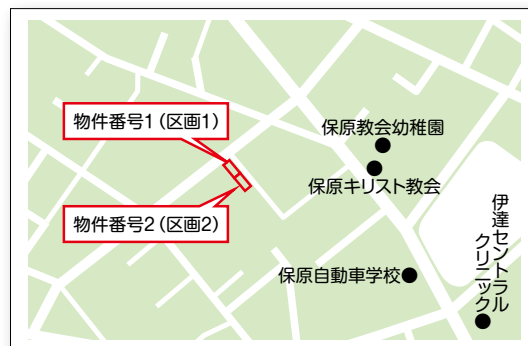 物件番号1（区画1）
保原教会幼稚園
保原キリスト教会
物件番号2（区画2）
伊達セントラル
クリニック
保原自動車学校